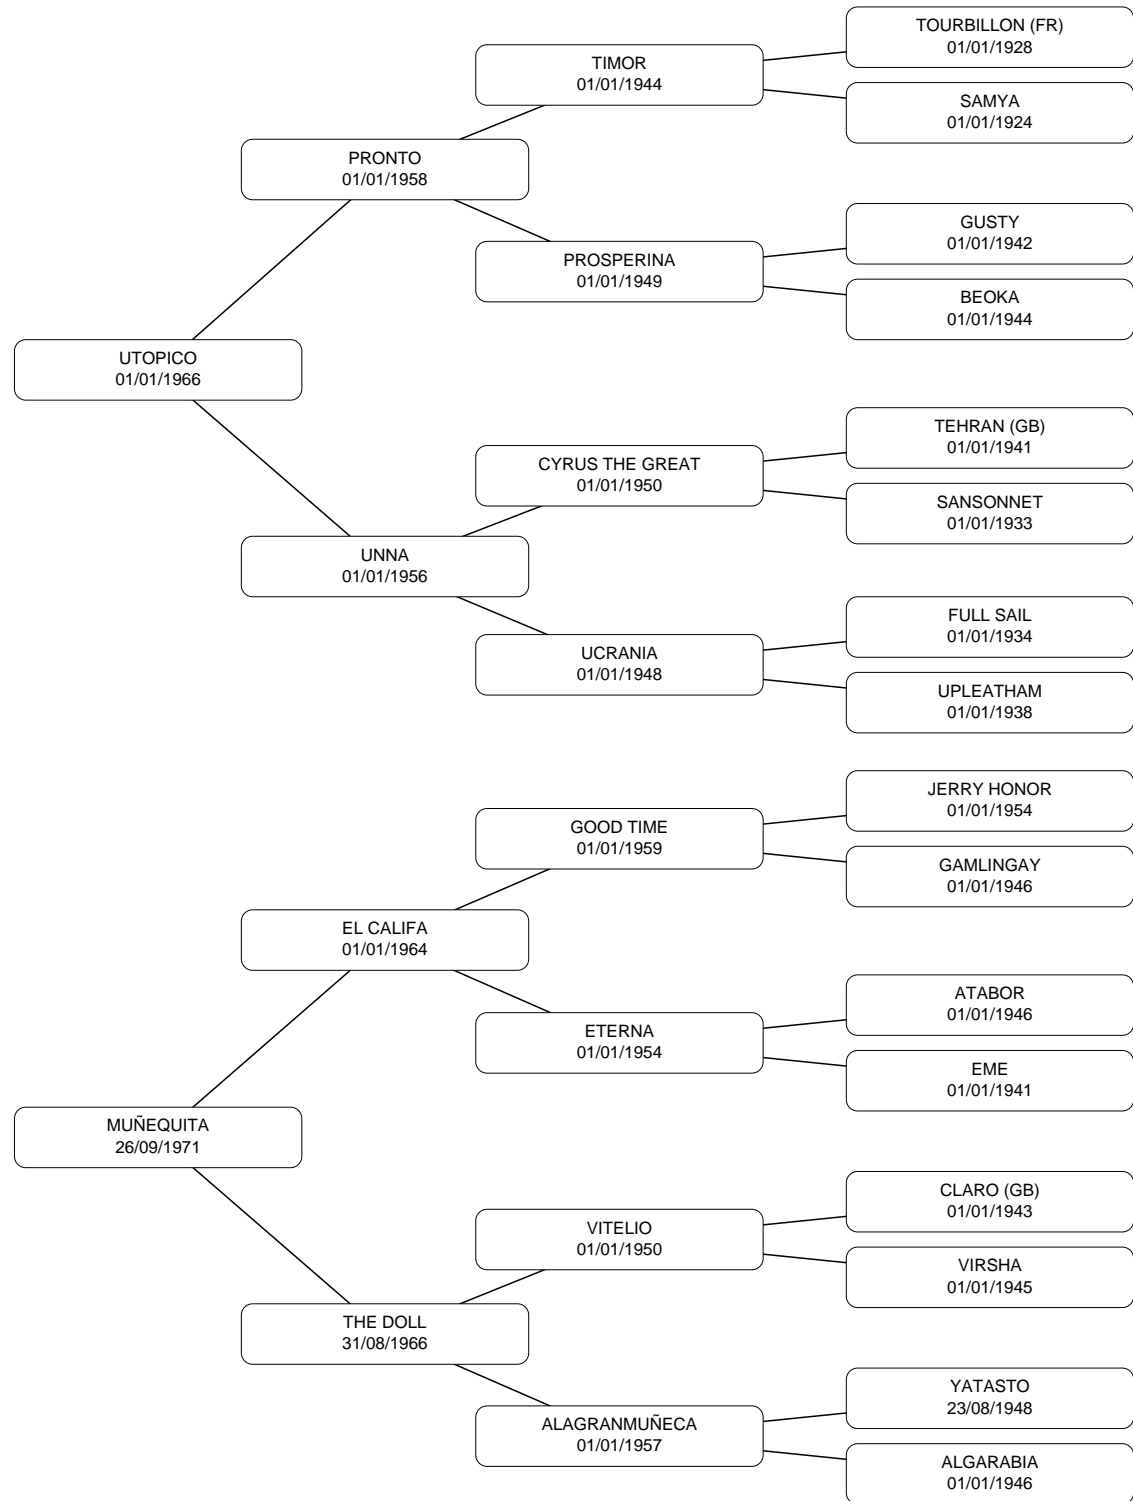 TOURBILLON (FR)
01/01/1928
TIMOR
01/01/1944
SAMYA
01/01/1924
PRONTO
01/01/1958
GUSTY
01/01/1942
PROSPERINA
01/01/1949
BEOKA
01/01/1944
UTOPICO
01/01/1966
TEHRAN (GB)
01/01/1941
CYRUS THE GREAT
01/01/1950
SANSONNET
01/01/1933
UNNA
01/01/1956
FULL SAIL
01/01/1934
UCRANIA
01/01/1948
UPLEATHAM
01/01/1938
JERRY HONOR
01/01/1954
GOOD TIME
01/01/1959
GAMLINGAY
01/01/1946
EL CALIFA
01/01/1964
ATABOR
01/01/1946
ETERNA
01/01/1954
EME
01/01/1941
MUÑEQUITA
26/09/1971
CLARO (GB)
01/01/1943
VITELIO
01/01/1950
VIRSHA
01/01/1945
THE DOLL
31/08/1966
YATASTO
23/08/1948
ALAGRANMUÑECA
01/01/1957
ALGARABIA
01/01/1946